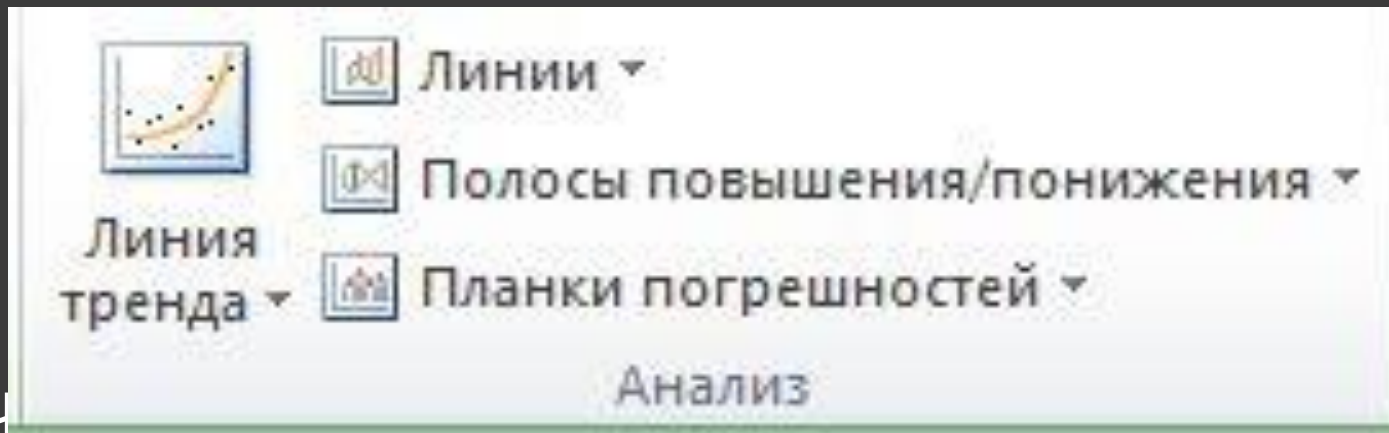 Линия
тренда
Линии
Полосы повышения/понижения
Планки погрешностей
Анализ